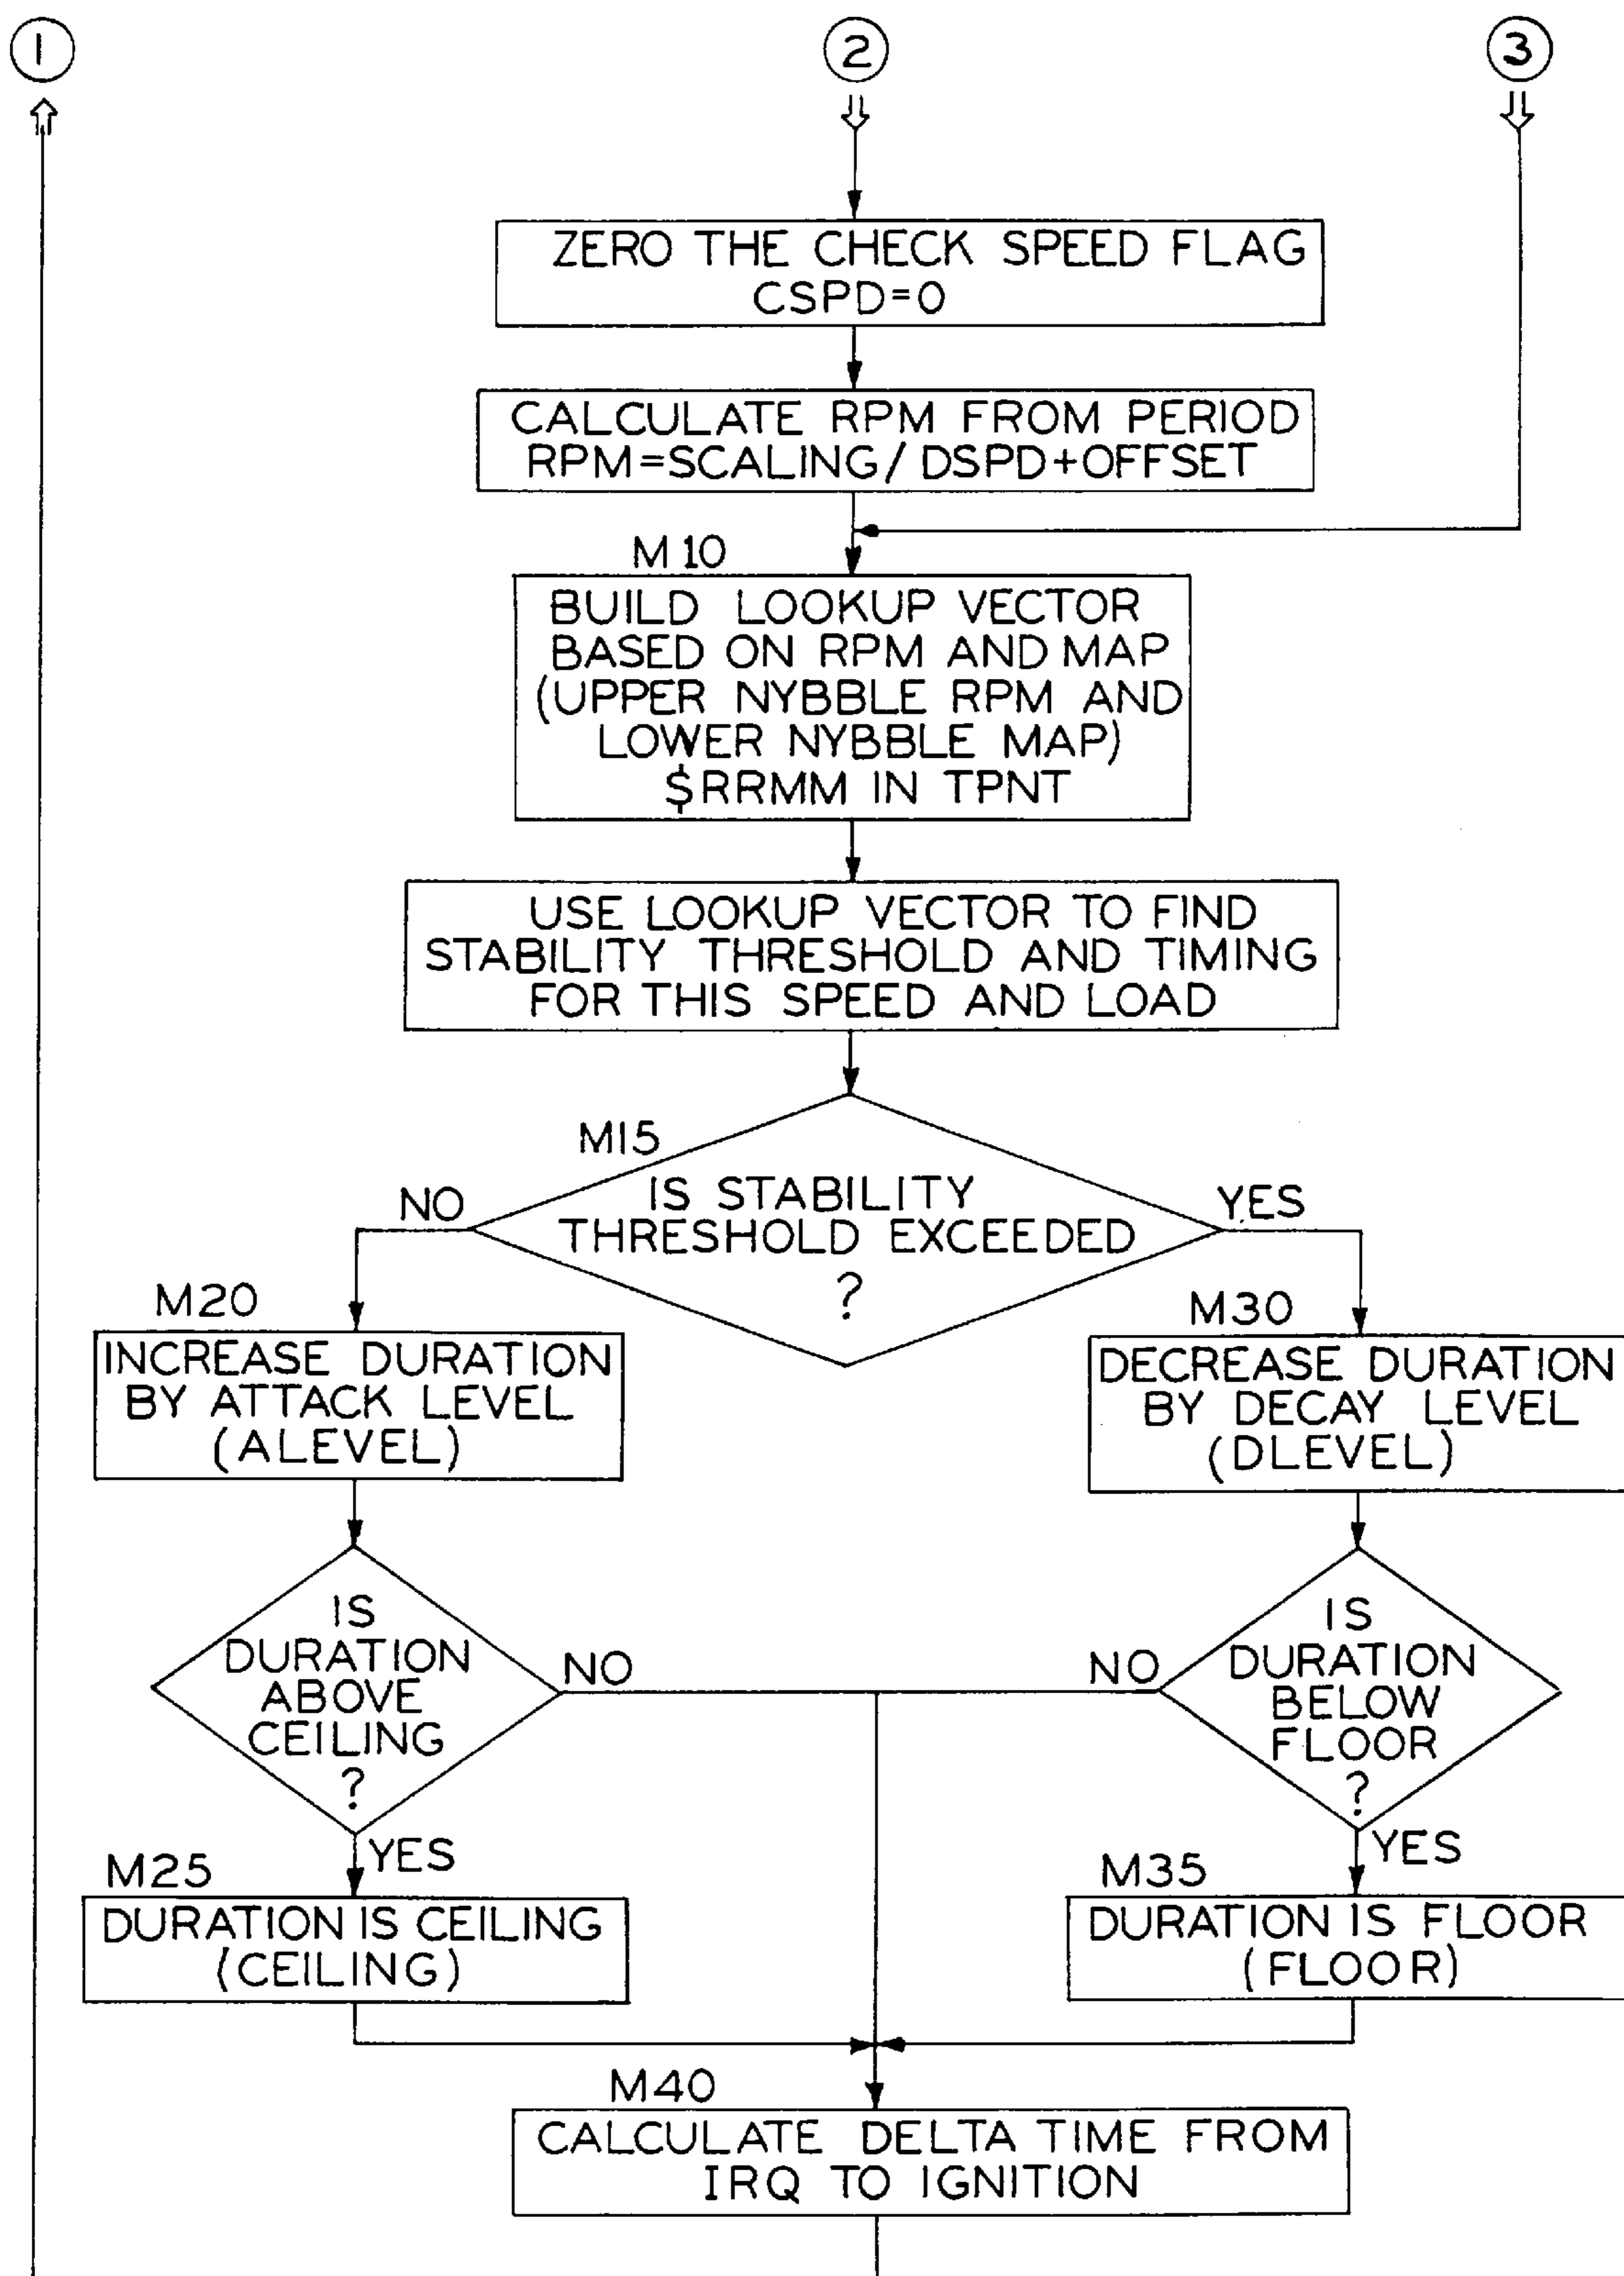 1
2
3
ZERO THE CHECK SPEED FLAG
CSPD=0
CALCULATE RPM FROM PERIOD
RPM=SCALING/DSPD+OFFSET
M10
BUILD LOOKUP VECTOR
BASED ON RPM AND MAP
(UPPER NYBBLE RPM AND
LOWER NYBBLE MAP)
$RRMM IN TPNT
USE LOOKUP VECTOR TO FIND
STABILITY THRESHOLD AND TIMING
FOR THIS SPEED AND LOAD
M15
IS STABILITY
THRESHOLD EXCEEDED
?
NO
YES
M20
INCREASE DURATION
BY ATTACK LEVEL
(ALEVEL)
M30
DECREASE DURATION
BY DECAY LEVEL
(DLEVEL)
IS
DURATION
ABOVE
CEILING
?
NO
NO
IS
DURATION
BELOW
FLOOR
?
YES
YES
M25
DURATION IS CEILING
(CEILING)
M35
DURATION IS FLOOR
(FLOOR)
M40
CALCULATE DELTA TIME FROM
IRQ TO IGNITION